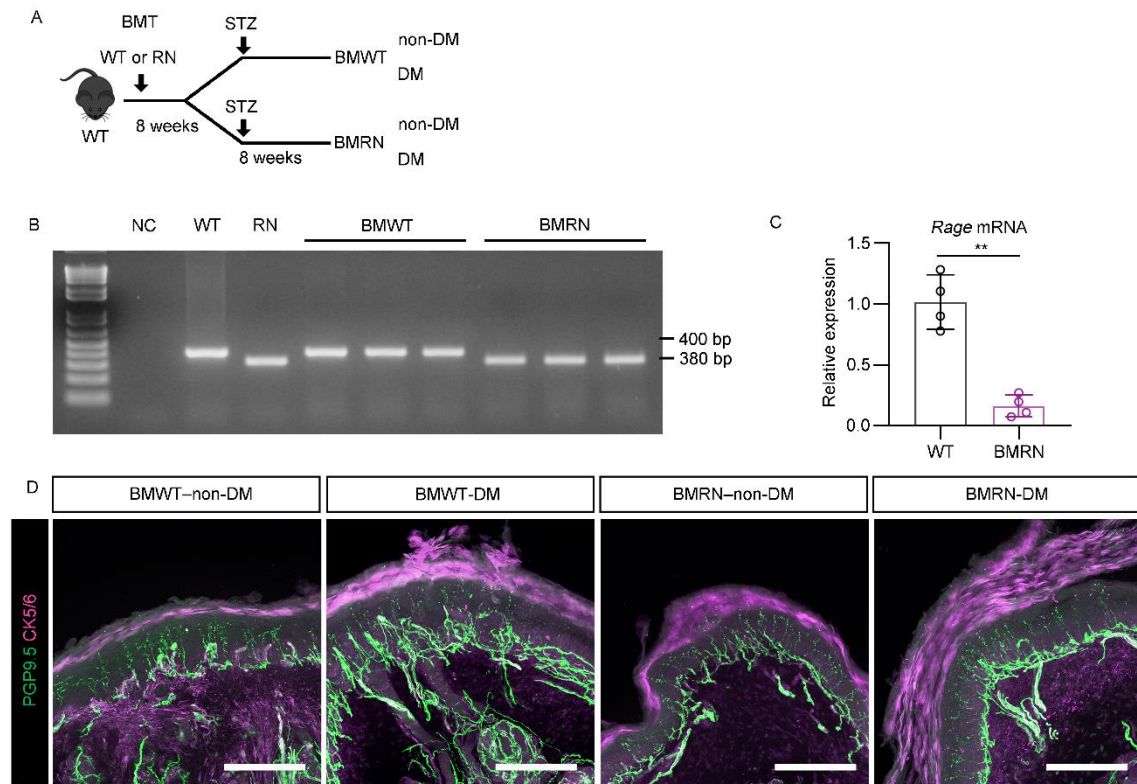 A
BMT
WT or RN
WT
8 weeks
STZ
STZ
8 weeks
BMWT
non-DM
DM
BMRN
non-DM
DM
B
NC WT RN BMWT BMRN
400 bp
380 bp
C
Rage mRNA
**
Relative expression
1.5
1.0
0.5
0.0
WT BMRN
D
BMWT–non-DM BMWT-DM BMRN–non-DM BMRN-DM
PGP9.5 CK5/6